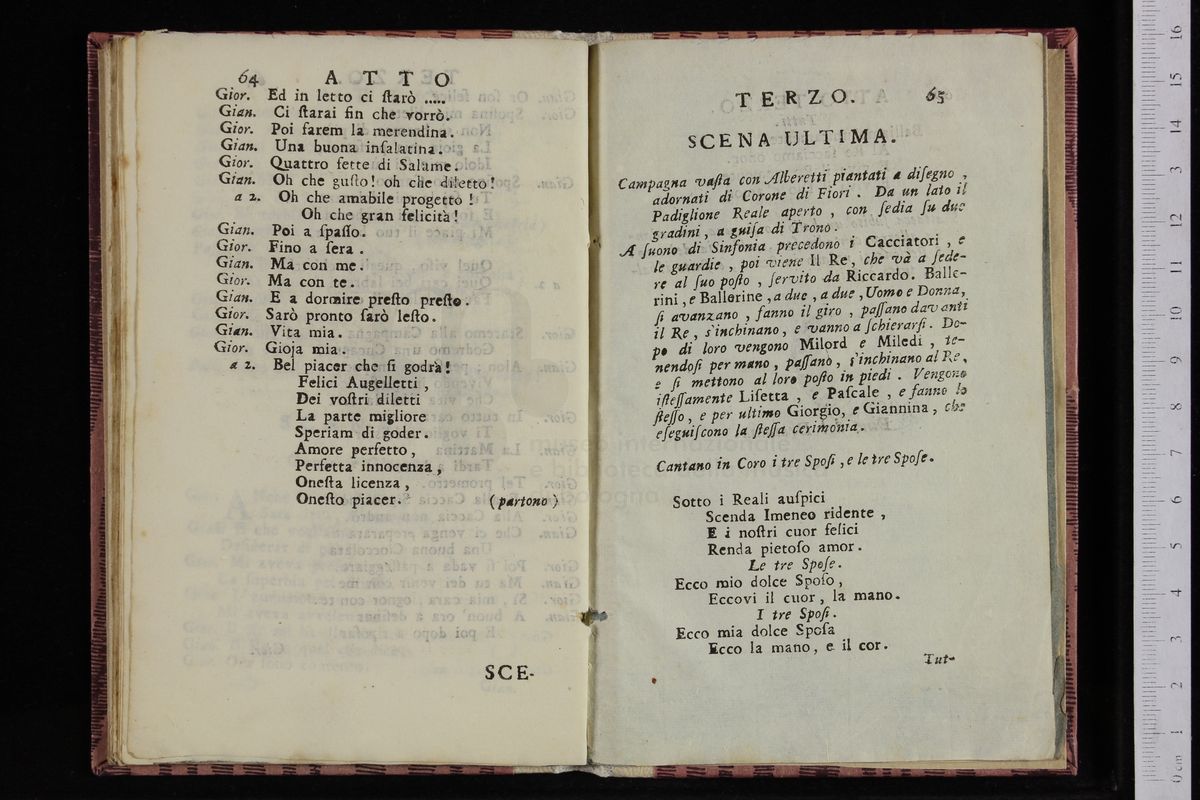 64 ATTO
Gior. Ed in letto ci ſtarò .....
Gian. Ci ſtarai fin che vorrò.
Gior. Poi farem la merendina.
Gian. Una buona inſalatina.
Gior. Quattro fette di Salame.
Gian. Oh che guſto! oh che diletto!
a 2. Oh che amabile progetto!
Oh che gran felicità!
Gian. Poi a ſpaſſo.
Gior. Fino a ſera.
Gian. Ma con me.
Gior. Ma con te.
Gian. E a dormire preſto preſto.
Gior. Sarò pronto ſarò leſto.
Gian. Vita mia.
Gior. Gioja mia.
a 2. Bel piacer che ſi godrà!
Felici Augelletti,
Dei voſtri diletti
La parte migliore
Speriam di goder.
Amore perfetto,
Perfetta innocenza,
Oneſta licenza,
Oneſto piacer. (partono)
SCE-
TERZO. 65
SCENA ULTIMA.
Campagna vaſta con Alberetti piantati a diſegno,
adornati di Corone di Fiori. Da un lato il
Padiglione Reale aperto, con ſedia ſu due
gradini, a guiſa di Trono.
A ſuono di Sinfonia precedono i Cacciatori, e
le guardie, poi viene Il Re, che và a ſede-
re al ſuo poſto, ſervito da Riccardo. Balle-
rini, e Ballerine, a due, a due, Uomo e Donna,
ſi avanzano, fanno il giro, paſſano davanti
il Re, s'inchinano, e vanno a ſchierarſi. Do-
po di loro vengono Milord e Miledi, te-
nendoſi per mano, paſſano, s'inchinano al Re,
e ſi mettono al loro poſto in piedi. Vengono
iſteſſamente Liſetta, e Paſcale, e fanno lo
ſteſſo, e per ultimo Giorgio, e Giannina, che
eſeguiſcono la ſteſſa cerimonia.
Cantano in Coro i tre Spoſi, e le tre Spoſe.
Sotto i Reali auſpici
Scenda Imeneo ridente,
E i noſtri cuor felici
Renda pietoſo amor.
Le tre Spoſe.
Ecco mio dolce Spoſo,
Eccovi il cuor, la mano.
I tre Spoſi.
Ecco mia dolce Spoſa
Ecco la mano, e il cor.
Tut-